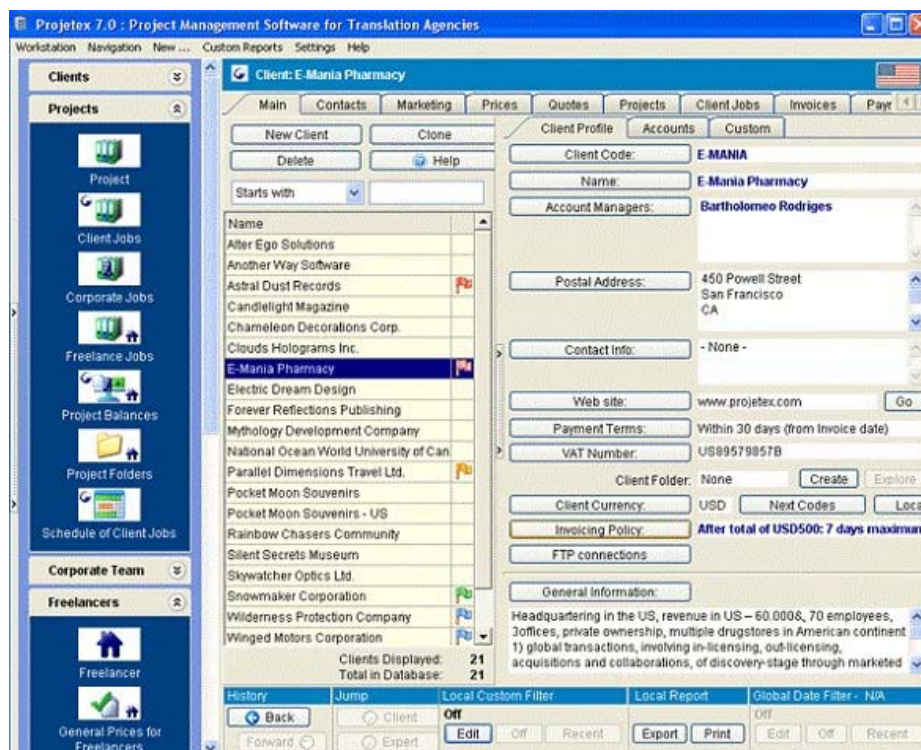 Projetex 7.0 : Project Management Software for Translation Agencies
Workstation Navigation New ... Custom Reports Settings Help
Clients
Projects
Project
Client Jobs
Corporate Jobs
Freelance Jobs
Project Balances
Project Folders
Schedule of Client Jobs
Corporate Team
Freelancers
Freelancer
General Prices for
Freelancers
Client: E-Mania Pharmacy
Main Contacts Marketing Prices Quotes Projects Client Jobs Invoices Payr
New Client Clone
Delete Help
Starts with
Name
Alter Ego Solutions
Another Way Software
Astral Dust Records
Candlelight Magazine
Chameleon Decorations Corp.
Clouds Holograms Inc.
E-Mania Pharmacy
Electric Dream Design
Forever Reflections Publishing
Mythology Development Company
National Ocean World University of Can
Parallel Dimensions Travel Ltd.
Pocket Moon Souvenirs
Pocket Moon Souvenirs - US
Rainbow Chasers Community
Silent Secrets Museum
Skywatcher Optics Ltd.
Snowmaker Corporation
Wilderness Protection Company
Winged Motors Corporation
Clients Displayed: 21
Total in Database: 21
Client Profile Accounts Custom
Client Code: E-MANIA
Name: E-Mania Pharmacy
Account Managers: Bartholomeo Rodriges
Postal Address: 450 Powell Street
San Francisco
CA
Contact Info: - None -
Web site: www.projetex.com Go
Payment Terms: Within 30 days (from Invoice date)
VAT Number: US89579857B
Client Folder: None Create Explore
Client Currency: USD Next Codes Loca
Invoicing Policy: After total of USD500: 7 days maximum
FTP connections
General Information:
Headquartering in the US, revenue in US – 60.000&, 70 employees,
3offices, private ownership, multiple drugstores in American continent
1) global transactions, involving in-licensing, out-licensing,
acquisitions and collaborations, of discovery-stage through marketed
History Jump Local Custom Filter Local Report Global Date Filter - N/A
Back Client Off Off
Edit Off Recent Export Print Edit Off Recent
Forward Expert